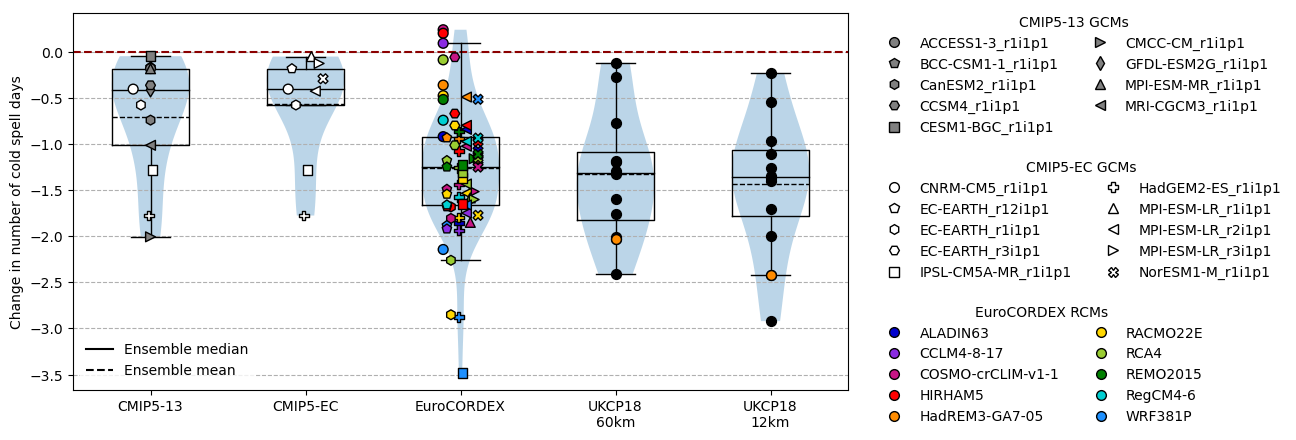 Change in number of cold spell days
0.0
−0.5
−1.0
−1.5
−2.0
−2.5
−3.0
−3.5
Ensemble median
Ensemble mean
CMIP5-13
CMIP5-EC
EuroCORDEX
UKCP18
60km
UKCP18
12km
CMIP5-13 GCMs
ACCESS1-3_r1i1p1
BCC-CSM1-1_r1i1p1
CanESM2_r1i1p1
CCSM4_r1i1p1
CESM1-BGC_r1i1p1
CMCC-CM_r1i1p1
GFDL-ESM2G_r1i1p1
MPI-ESM-MR_r1i1p1
MRI-CGCM3_r1i1p1
CMIP5-EC GCMs
CNRM-CM5_r1i1p1
EC-EARTH_r12i1p1
EC-EARTH_r1i1p1
EC-EARTH_r3i1p1
IPSL-CM5A-MR_r1i1p1
HadGEM2-ES_r1i1p1
MPI-ESM-LR_r1i1p1
MPI-ESM-LR_r2i1p1
MPI-ESM-LR_r3i1p1
NorESM1-M_r1i1p1
EuroCORDEX RCMs
ALADIN63
CCLM4-8-17
COSMO-crCLIM-v1-1
HIRHAM5
HadREM3-GA7-05
RACMO22E
RCA4
REMO2015
RegCM4-6
WRF381P